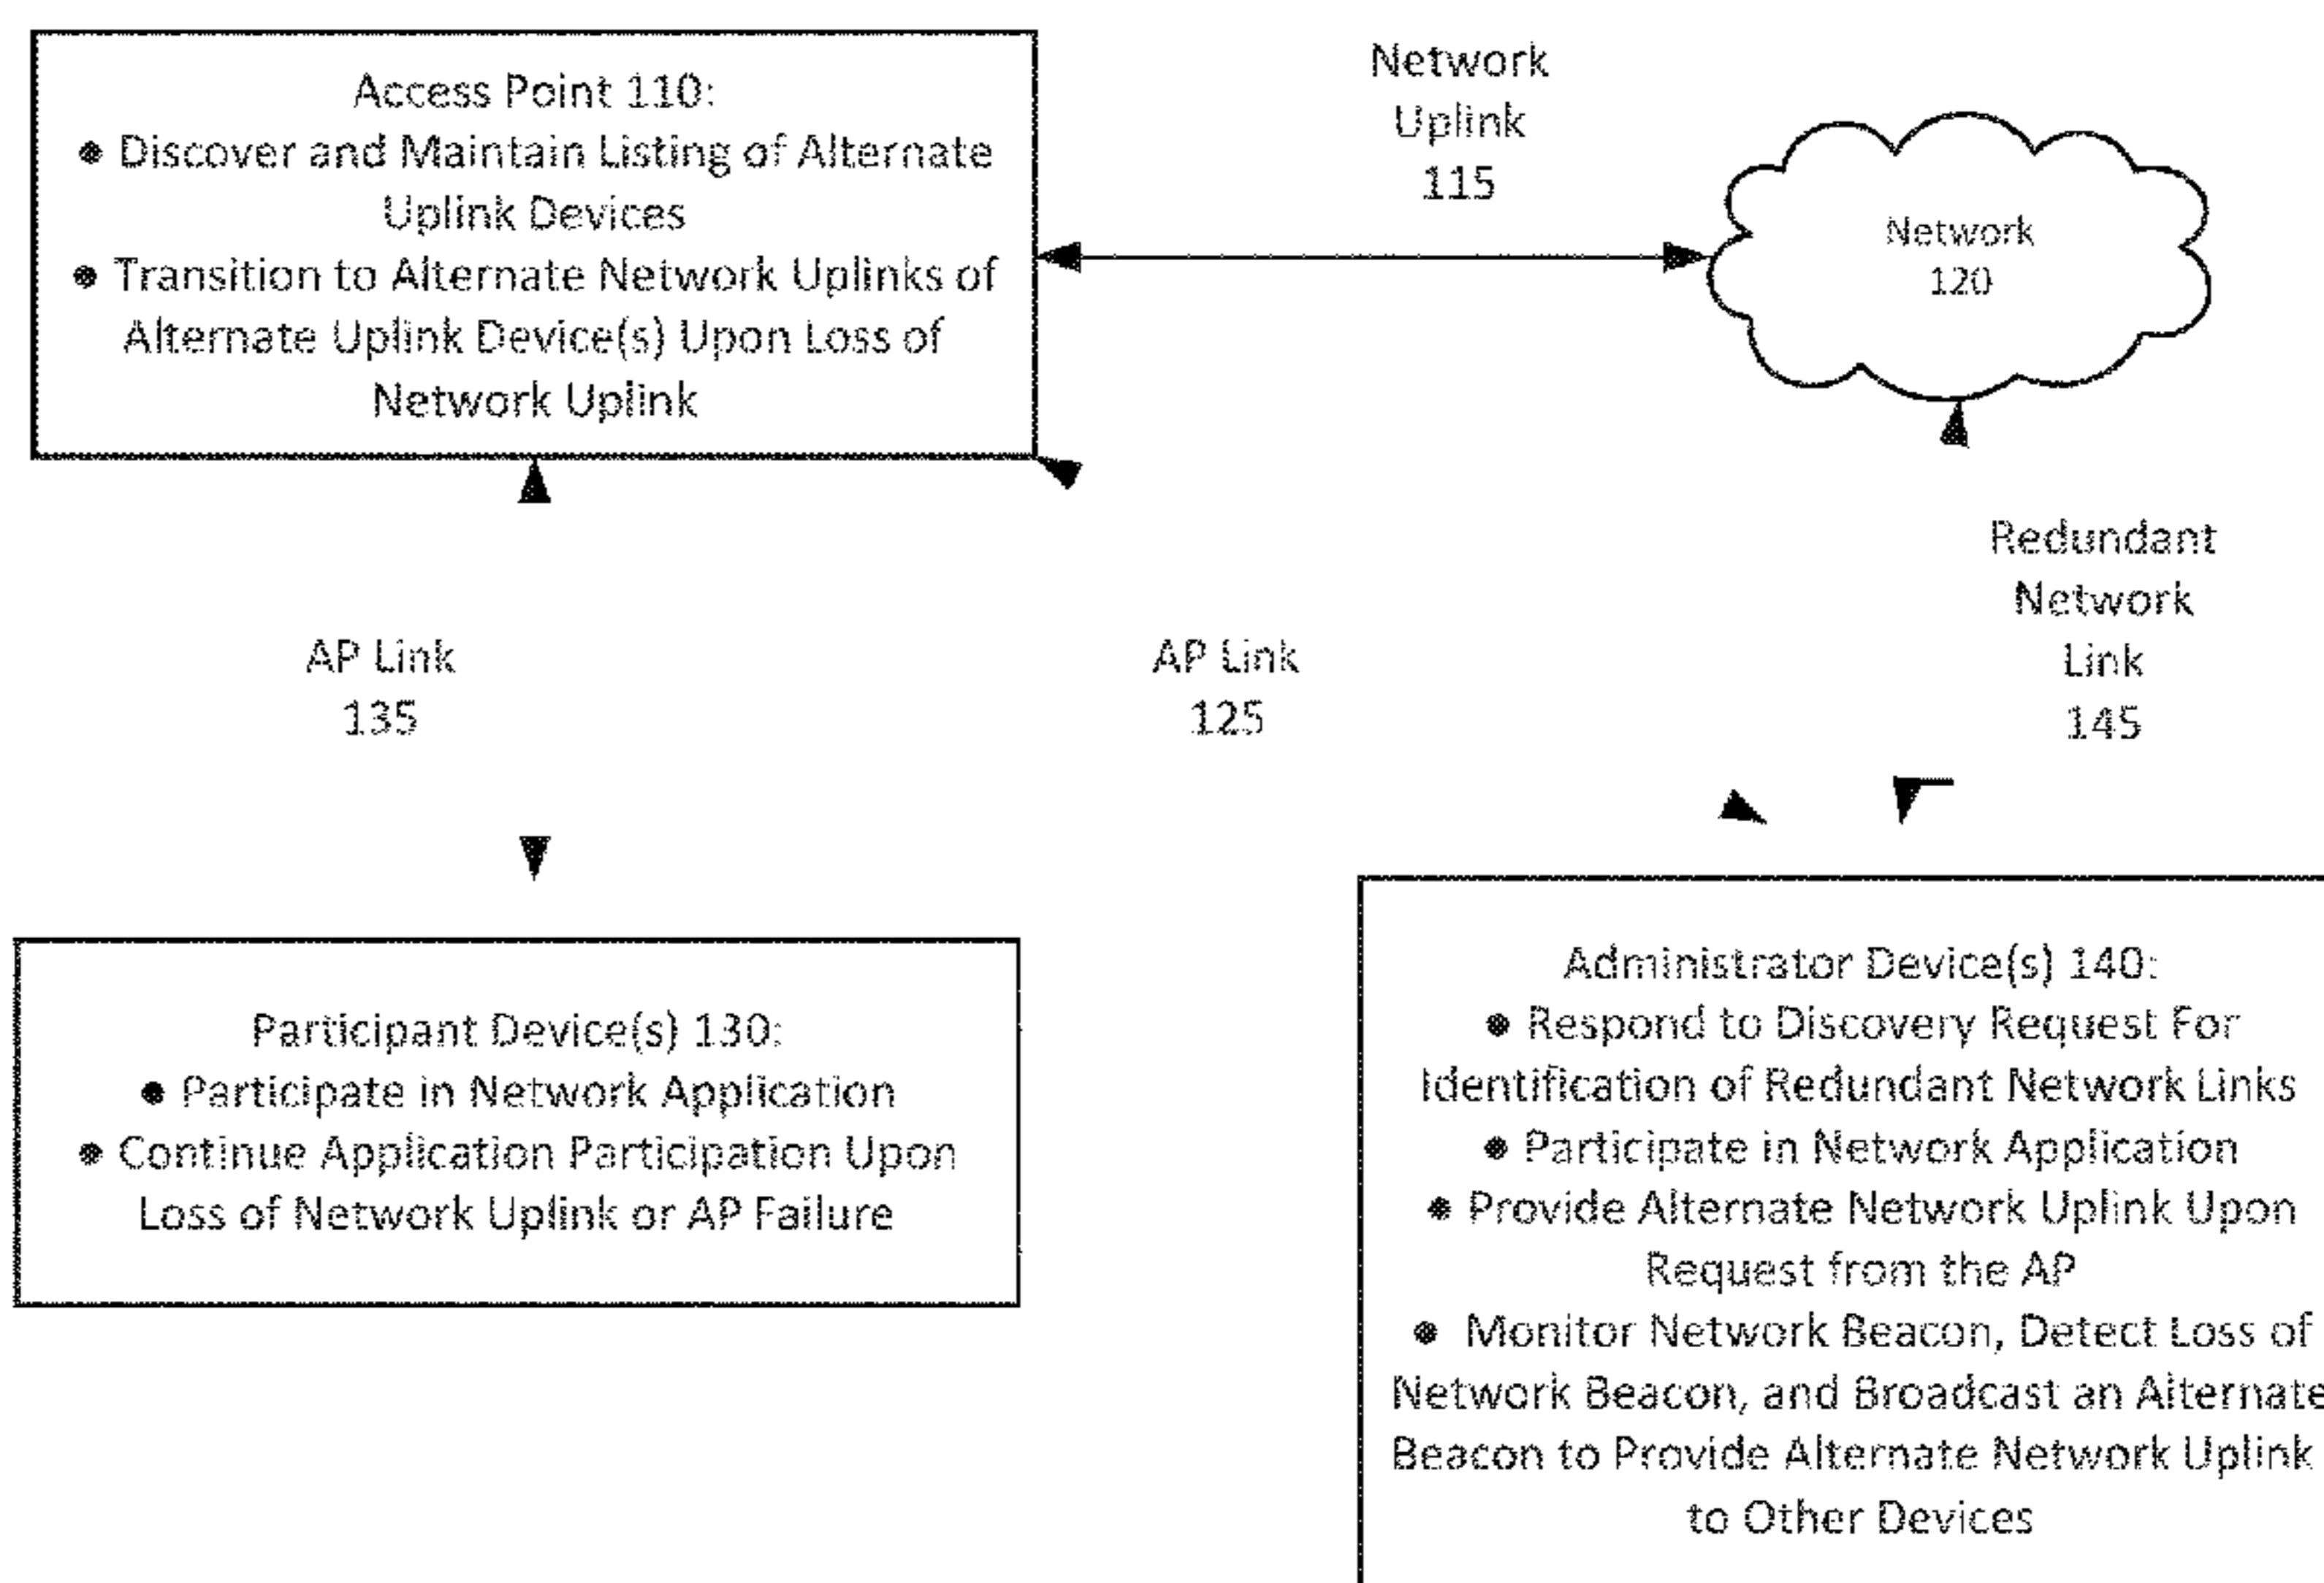 Access Point 110:
● Discover and Maintain Listing of Alternate
Uplink Devices
● Transition to Alternate Network Uplinks of
Alternate Uplink Device(s) Upon Loss of
Network Uplink
Network
Uplink
115
Network
120
AP Link
135
AP Link
125
Redundant
Network
Link
145
Participant Device(s) 130:
● Participate in Network Application
● Continue Application Participation Upon
Loss of Network Uplink or AP Failure
Administrator Device(s) 140:
● Respond to Discovery Request For
Identification of Redundant Network Links
● Participate in Network Application
● Provide Alternate Network Uplink Upon
Request from the AP
● Monitor Network Beacon, Detect Loss of
Network Beacon, and Broadcast an Alternate
Beacon to Provide Alternate Network Uplink
to Other Devices